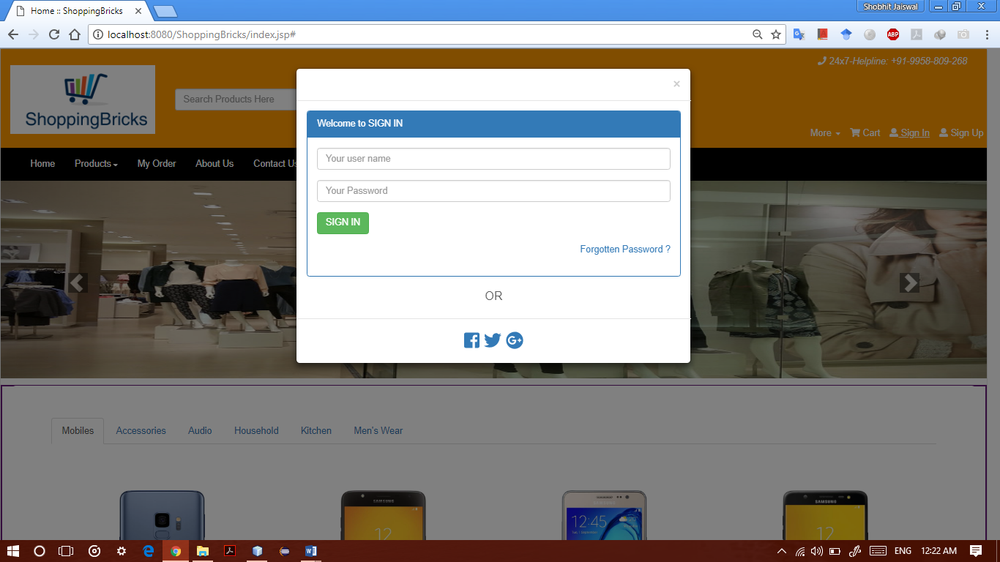 Home :: ShoppingBricks
Shobhit Jaiswal
localhost:8080/ShoppingBricks/index.jsp#
ABP
24x7-Helpline: +91-9958-809-268
ShoppingBricks
Search Products Here
More
Cart
Sign In
Sign Up
Home
Products
My Order
About Us
Contact Us
×
Welcome to SIGN IN
Your user name
Your Password
SIGN IN
Forgotten Password ?
OR
Mobiles
Accessories
Audio
Household
Kitchen
Men's Wear
SAMSUNG
12
12:45
SAMSUNG
12
ENG
12:22 AM